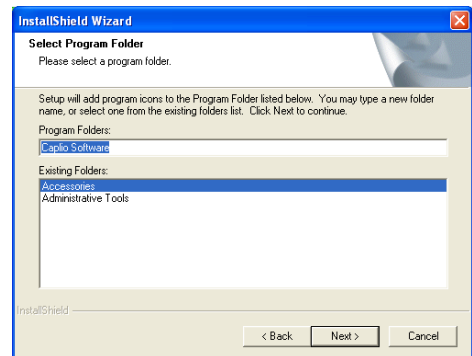 InstallShield Wizard
Select Program Folder
Please select a program folder.
Setup will add program icons to the Program Folder listed below. You may type a new folder
name, or select one from the existing folders list. Click Next to continue.
Program Folders:
Caplio Software
Existing Folders:
Accessories
Administrative Tools
InstallShield
< Back Next > Cancel